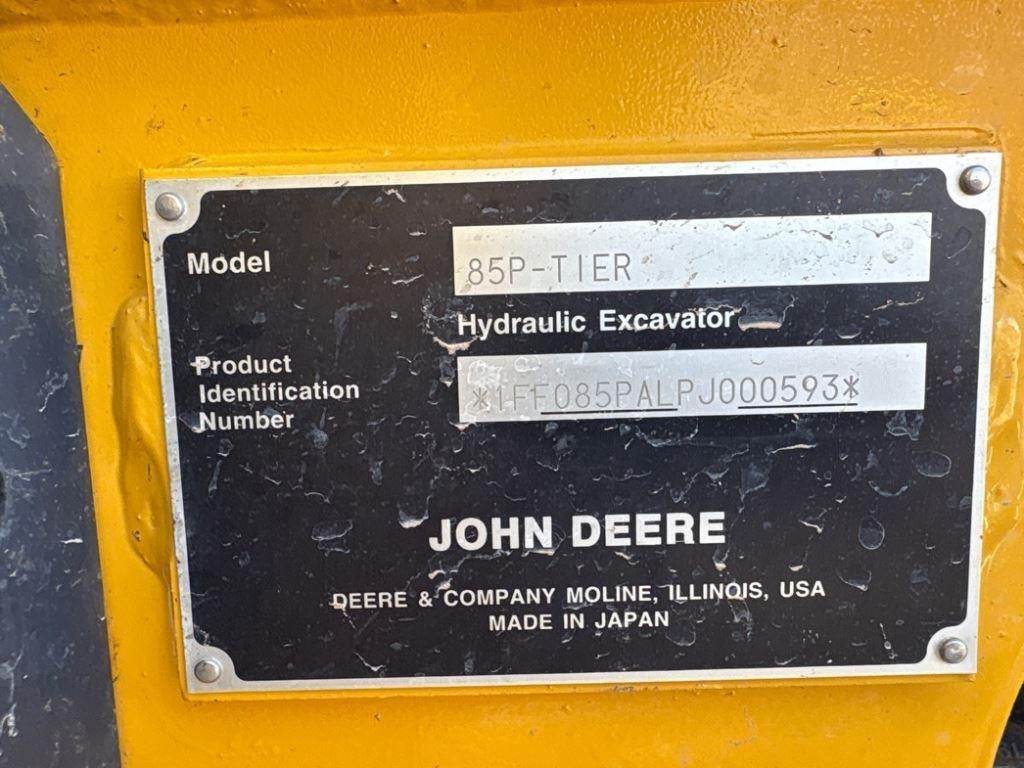 Model 85P-TIER
Hydraulic Excavator
Product
Identification
Number
*1FF085PALPJ000593*
JOHN DEERE
DEERE & COMPANY MOLINE, ILLINOIS, USA
MADE IN JAPAN